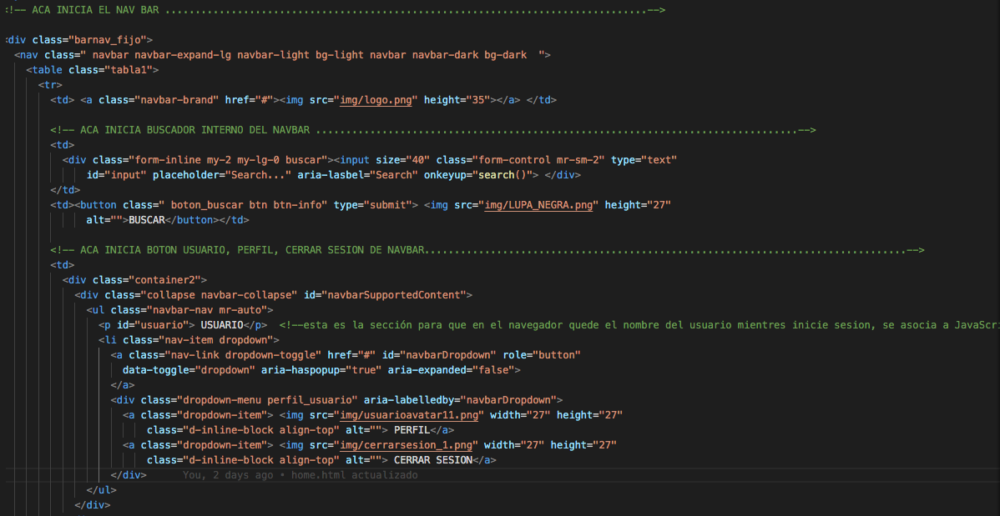 <!-- ACA INICIA EL NAV BAR ................................................................................-->
<div class="barnav_fijo">
<nav class=" navbar navbar-expand-lg navbar-light bg-light navbar navbar-dark bg-dark  ">
<table class="tabla1">
<tr>
<td> <a class="navbar-brand" href="#"><img src="img/logo.png" height="35"></a> </td>
<!-- ACA INICIA BUSCADOR INTERNO DEL NAVBAR ................................................................................-->
<td>
<div class="form-inline my-2 my-lg-0 buscar"><input size="40" class="form-control mr-sm-2" type="text"
id="input" placeholder="Search..." aria-lasbel="Search" onkeyup="search()"> </div>
</td>
<td><button class=" boton_buscar btn btn-info" type="submit"> <img src="img/LUPA_NEGRA.png" height="27"
alt="">BUSCAR</button></td>
<!-- ACA INICIA BOTON USUARIO, PERFIL, CERRAR SESION DE NAVBAR................................................................................-->
<td>
<div class="container2">
<div class="collapse navbar-collapse" id="navbarSupportedContent">
<ul class="navbar-nav mr-auto">
<p id="usuario"> USUARIO</p>  <!--esta es la sección para que en el navegador quede el nombre del usuario mientres inicie sesion, se asocia a JavaScri
<li class="nav-item dropdown">
<a class="nav-link dropdown-toggle" href="#" id="navbarDropdown" role="button"
data-toggle="dropdown" aria-haspopup="true" aria-expanded="false">
</a>
<div class="dropdown-menu perfil_usuario" aria-labelledby="navbarDropdown">
<a class="dropdown-item"> <img src="img/usuarioavatar11.png" width="27" height="27"
class="d-inline-block align-top" alt=""> PERFIL</a>
<a class="dropdown-item"> <img src="img/cerrarsesion_1.png" width="27" height="27"
class="d-inline-block align-top" alt=""> CERRAR SESION</a>
</div> You, 2 days ago • home.html actualizado
</ul>
</div>